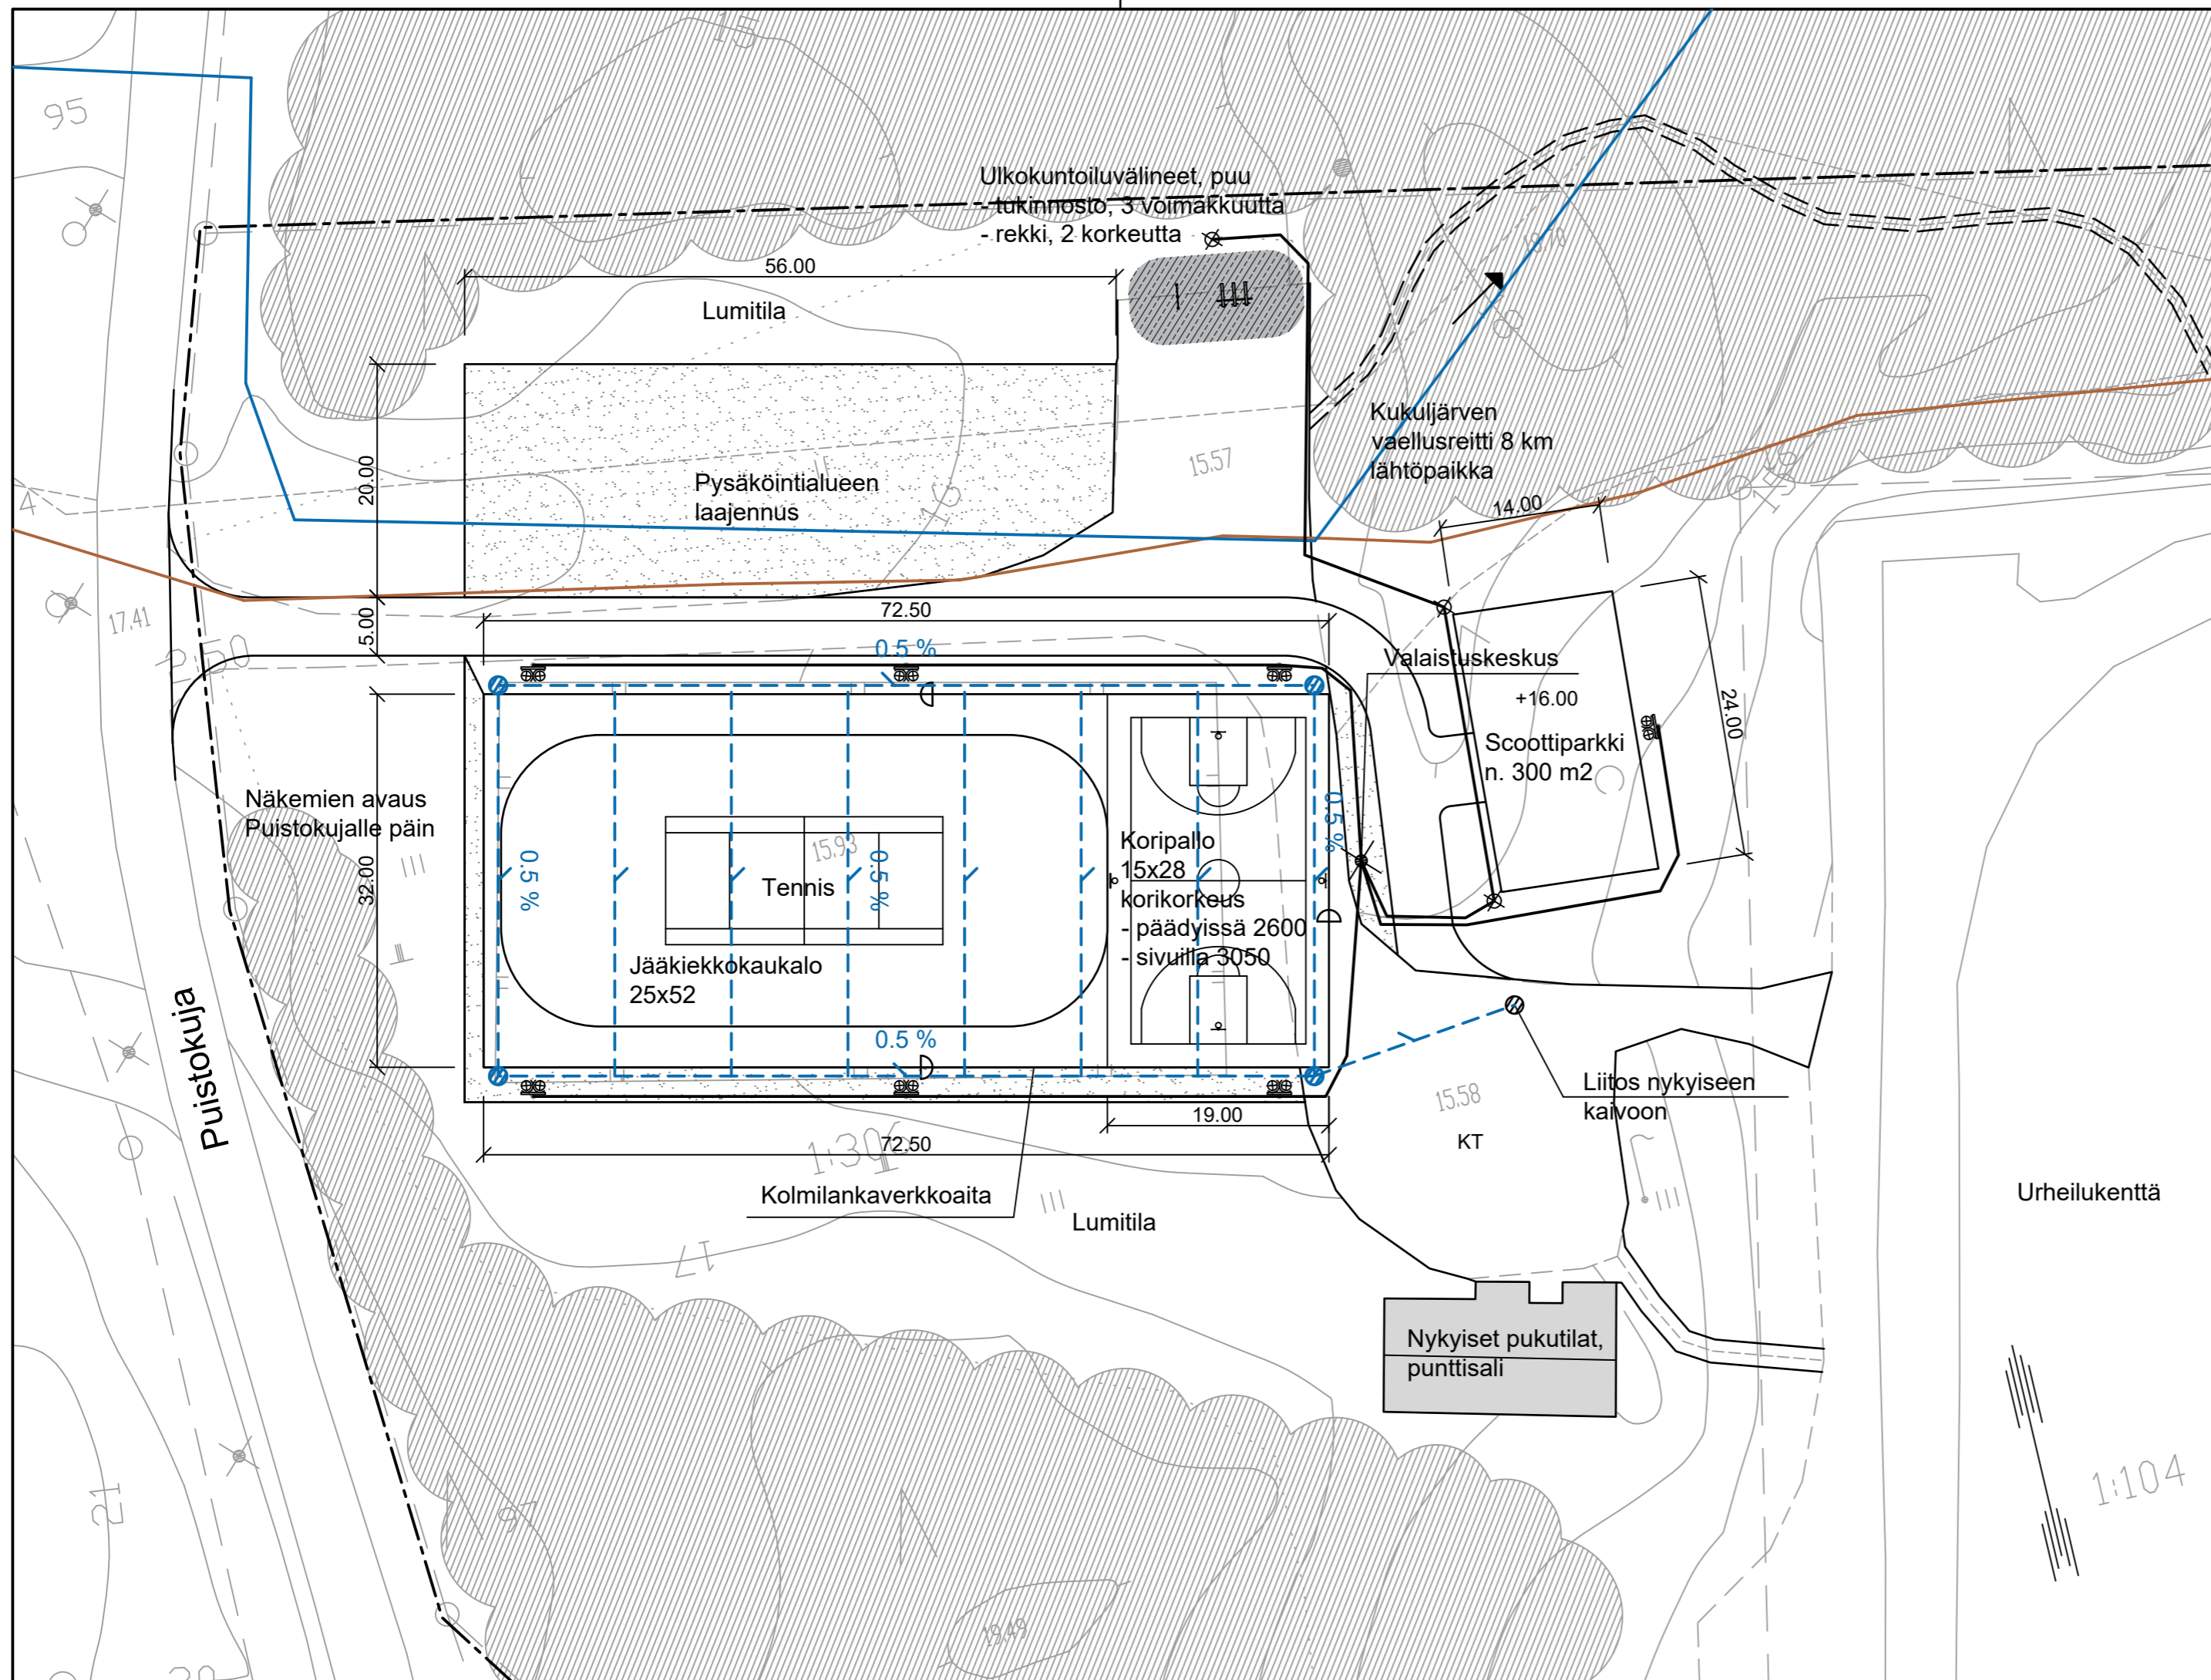 15
95
Ulkokuntoiluvälineet, puu
- tukinnosto, 3 voimakkuutta
- rekki, 2 korkeutta
56.00
Lumitila
Kukuljärven
vaellusreitti 8 km
lähtöpaikka
15.57
20.00
Pysäköintialueen
laajennus
14.00
4
17.41
5.00
72.50
0.5 %
Valaistuskeskus
+16.00
24.00
Scoottiparkki
n. 300 m2
Näkemien avaus
Puistokujalle päin
32.00
0.5 %
15.93
0.5 %
0.5 %
Tennis
Koripallo
15x28
korikorkeus
- päädyissä 2600
- sivuilla 3050
Jääkiekkokaukalo
25x52
0.5 %
Puistokuja
Liitos nykyiseen
kaivoon
15.58
KT
19.00
72.50
Kolmilankaverkkoaita
Lumitila
Urheilukenttä
17
Nykyiset pukutilat,
punttisali
1:104
21
97
19.49